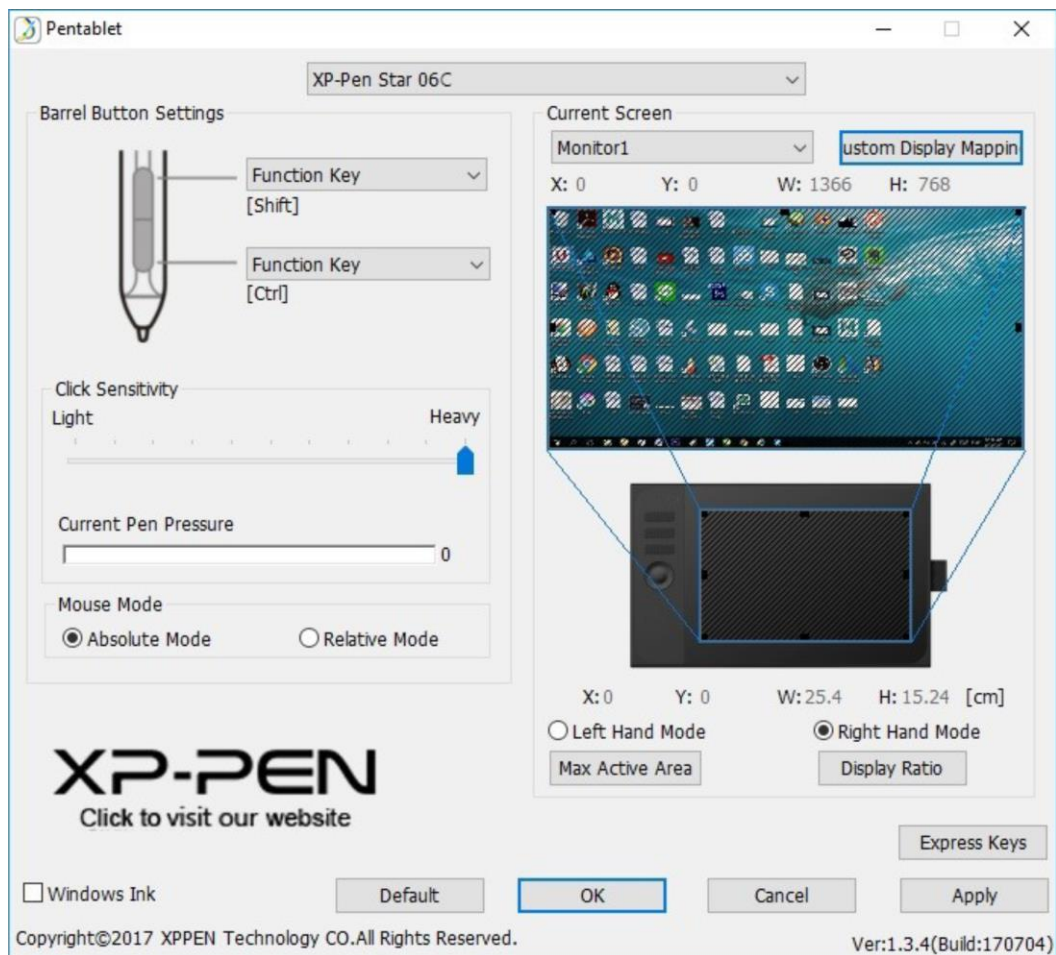 Pentablet
XP-Pen Star 06C
Barrel Button Settings
Function Key
[Shift]
Function Key
[Ctrl]
Click Sensitivity
Light Heavy
Current Pen Pressure
0
Mouse Mode
Absolute Mode Relative Mode
XP-PEN
Click to visit our website
Current Screen
Monitor1 ustom Display Mappin
X: 0 Y: 0 W: 1366 H: 768
X: 0 Y: 0 W: 25.4 H: 15.24 [cm]
Left Hand Mode Right Hand Mode
Max Active Area Display Ratio
Express Keys
Windows Ink Default OK Cancel Apply
Copyright©2017 XPPEN Technology CO.All Rights Reserved. Ver:1.3.4(Build:170704)